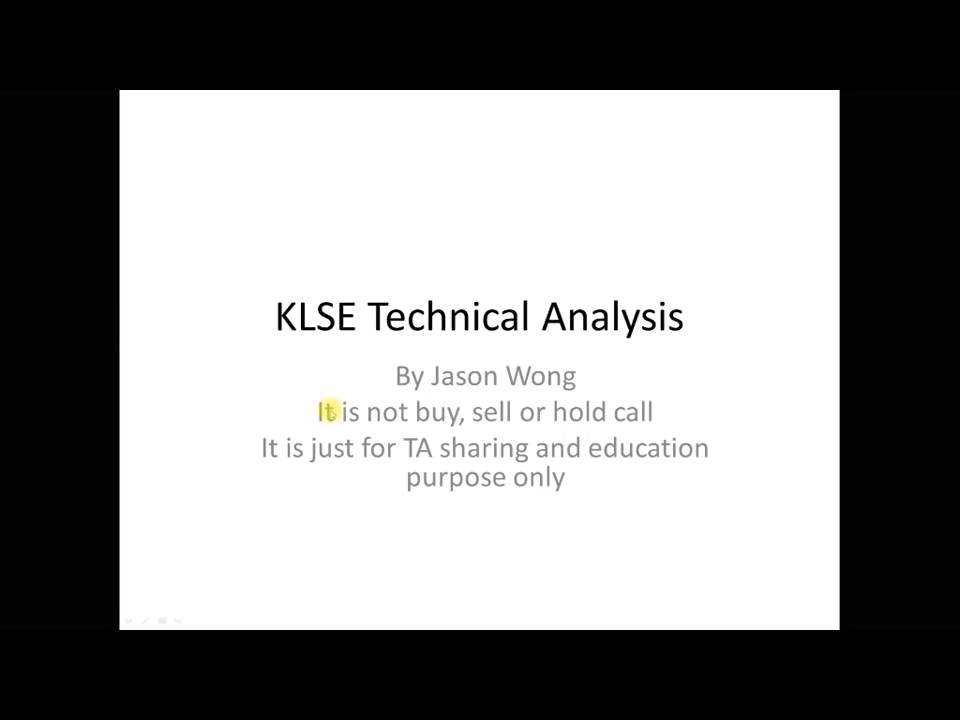 KLSE Technical Analysis
By Jason Wong
It is not buy, sell or hold call
It is just for TA sharing and education
purpose only